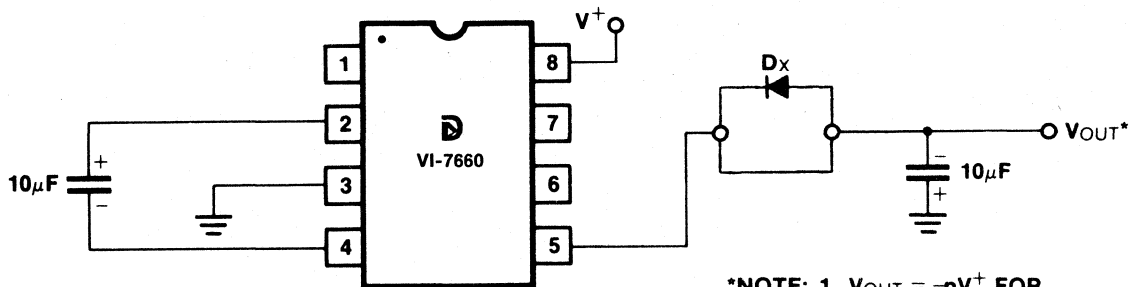 V+
1
8
DX
2
7
D
VI-7660
VOUT*
+
10µF
-
3
6
-
10µF
+
4
5
*NOTE: 1. VOUT = -nV+ FOR